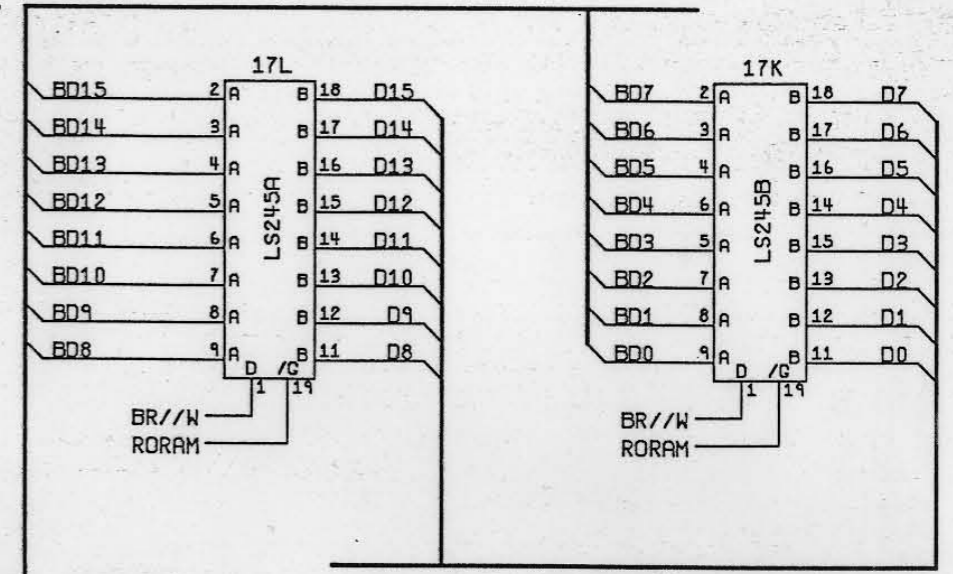 17L
BD15 2 A B 18 D15
BD14 3 A B 17 D14
BD13 4 A B 16 D13
BD12 5 A B 15 D12
BD11 6 A B 14 D11
BD10 7 A B 13 D10
BD9 8 A B 12 D9
BD8 9 A B 11 D8
LS245A
D /G
1 19
BR//W
RORAM
17K
BD7 2 A B 18 D7
BD6 3 A B 17 D6
BD5 4 A B 16 D5
BD4 6 A B 14 D4
BD3 5 A B 15 D3
BD2 7 A B 13 D2
BD1 8 A B 12 D1
BD0 9 A B 11 D0
LS245B
D /G
1 19
BR//W
RORAM